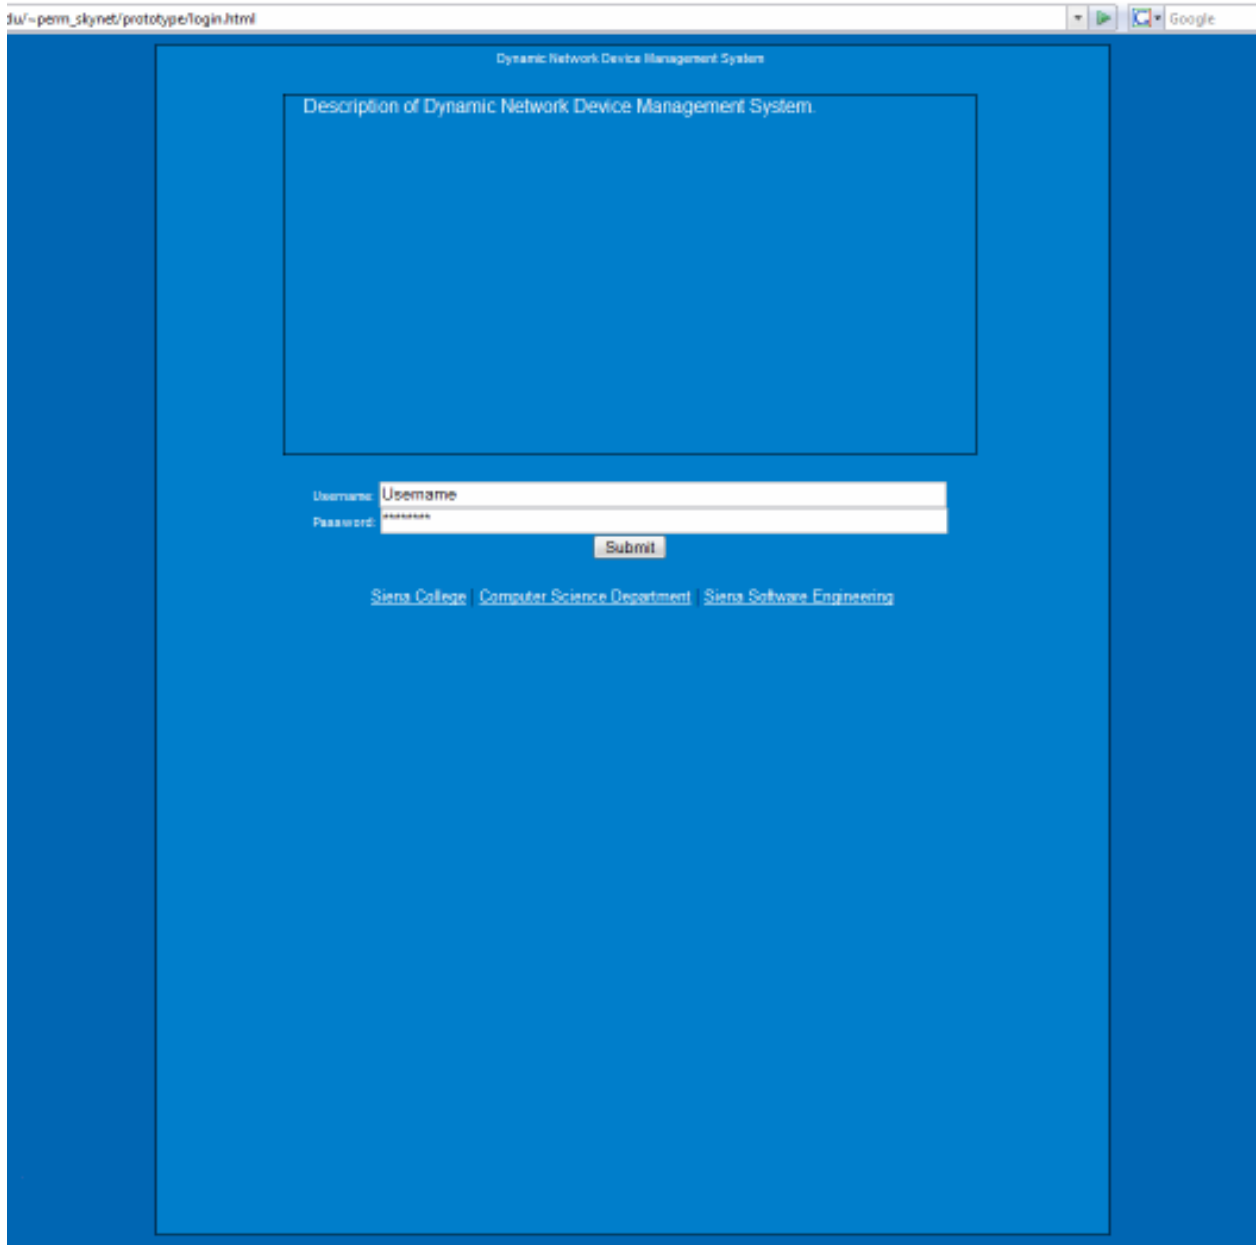 du/~perm_skynet/prototype/login.html
Google
Dynamic Network Device Management System
Description of Dynamic Network Device Management System.
Username: Username
Password: ********
Submit
Siena College | Computer Science Department | Siena Software Engineering